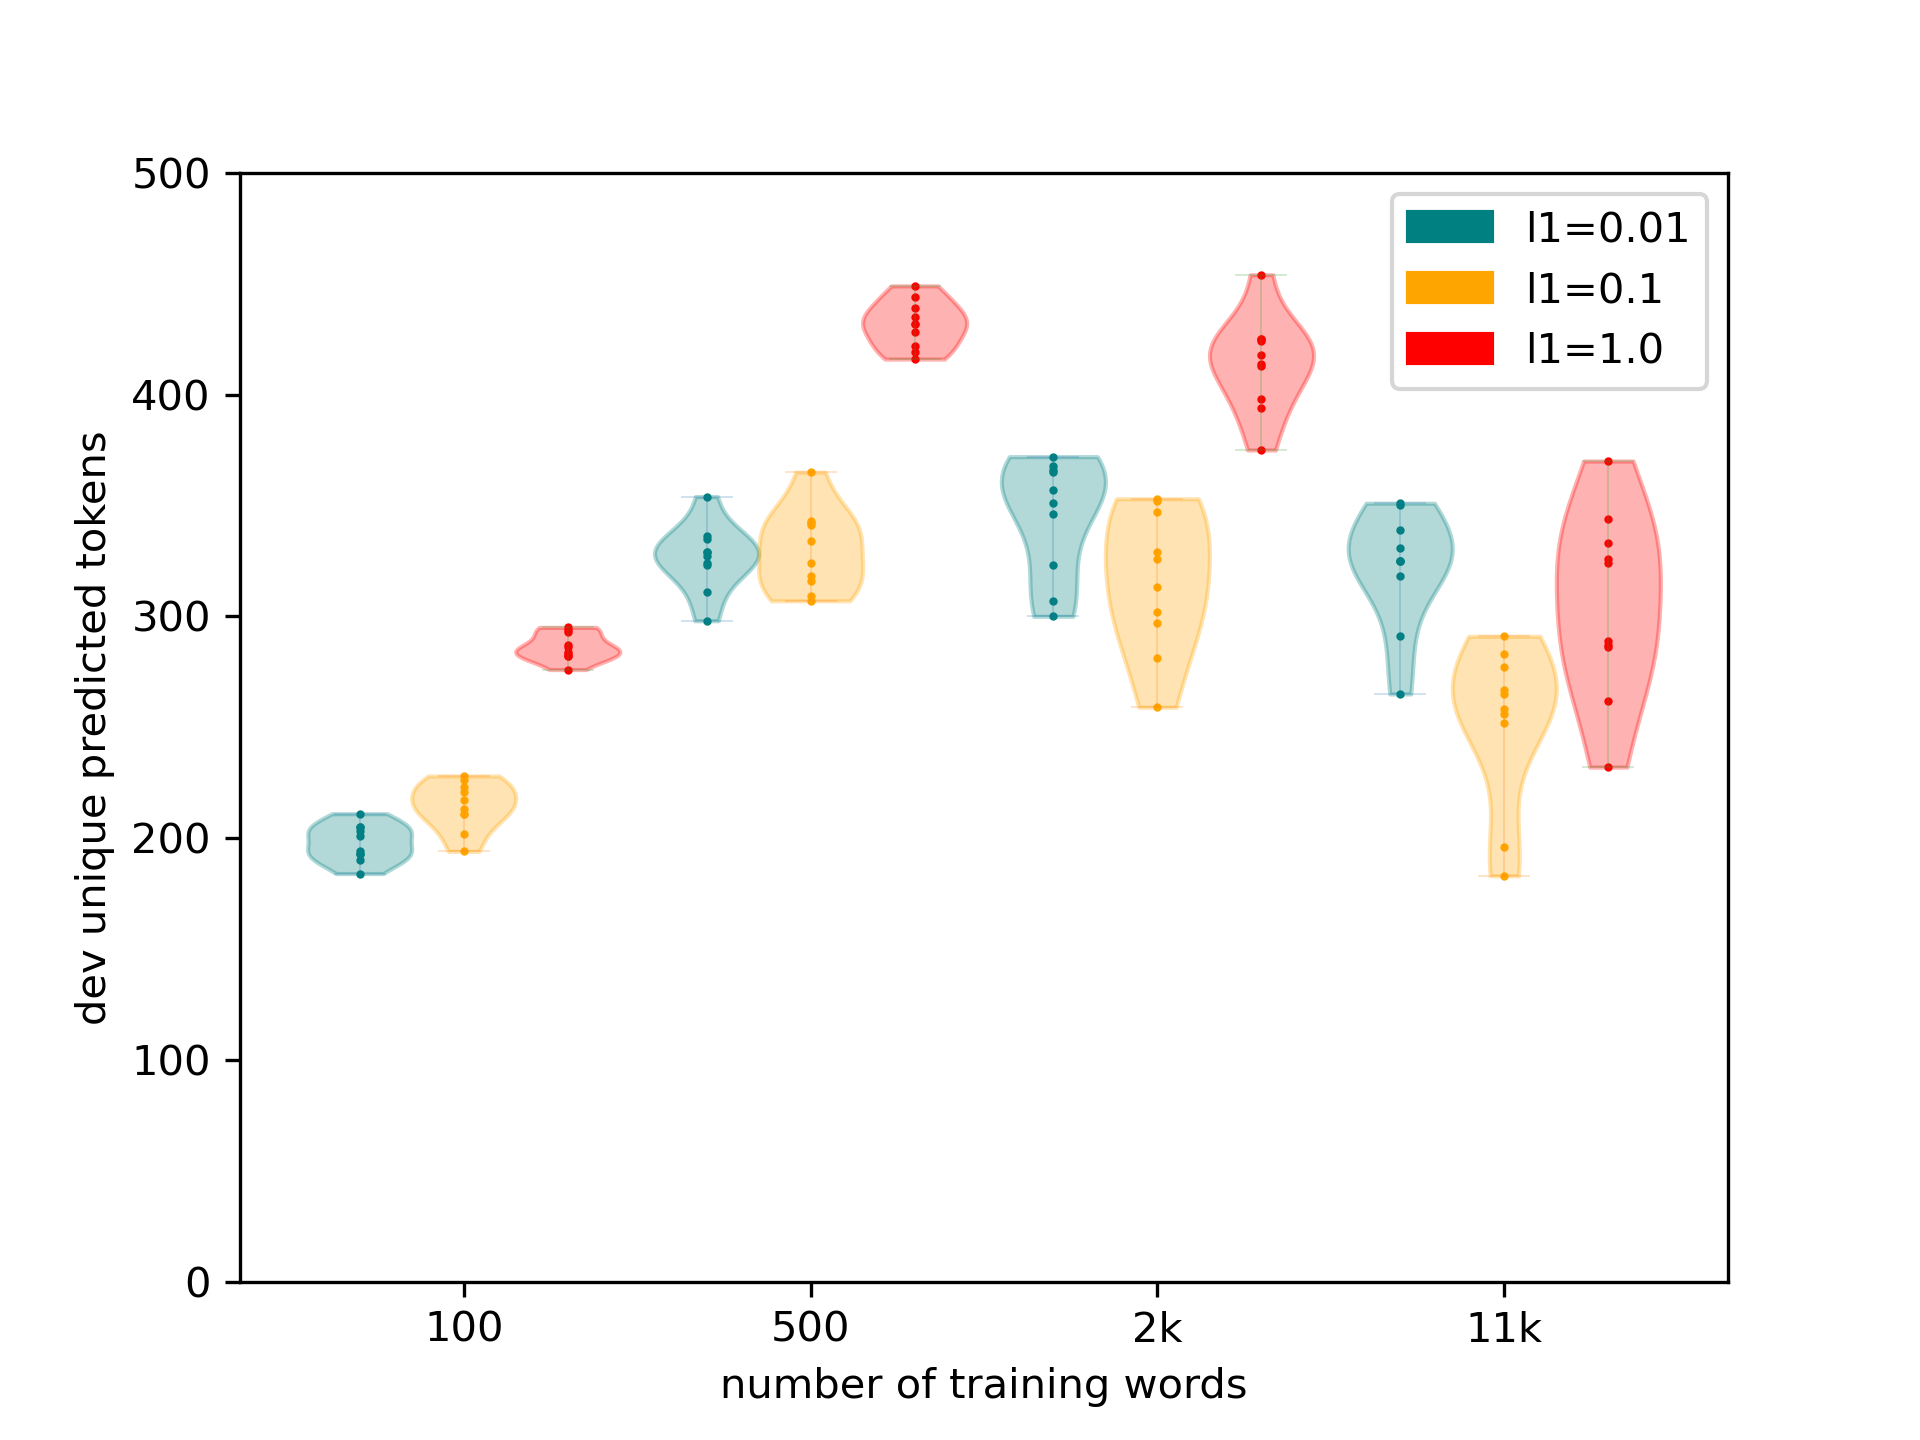 500
400
300
200
100
0
dev unique predicted tokens
l1=0.01
l1=0.1
l1=1.0
100 500 2k 11k
number of training words